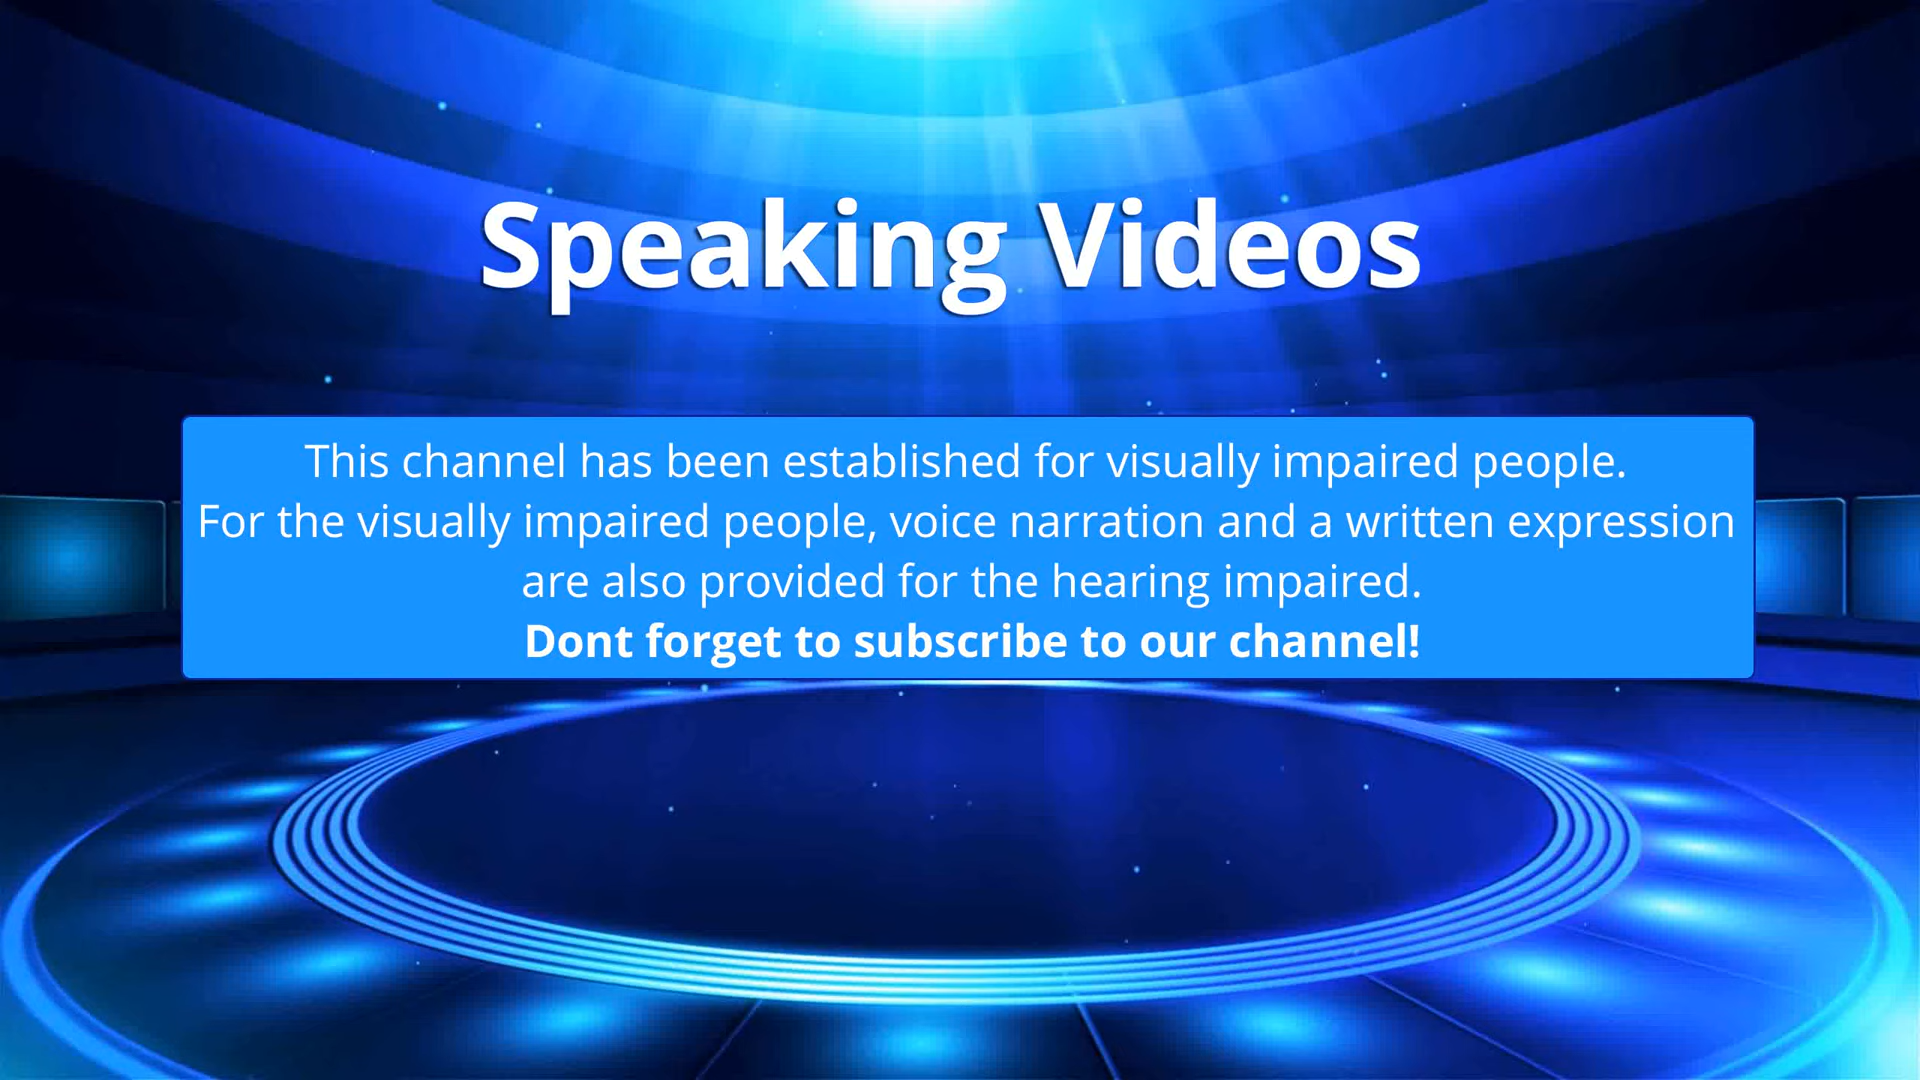 Speaking Videos
This channel has been established for visually impaired people.
For the visually impaired people, voice narration and a written expression
are also provided for the hearing impaired.
Dont forget to subscribe to our channel!